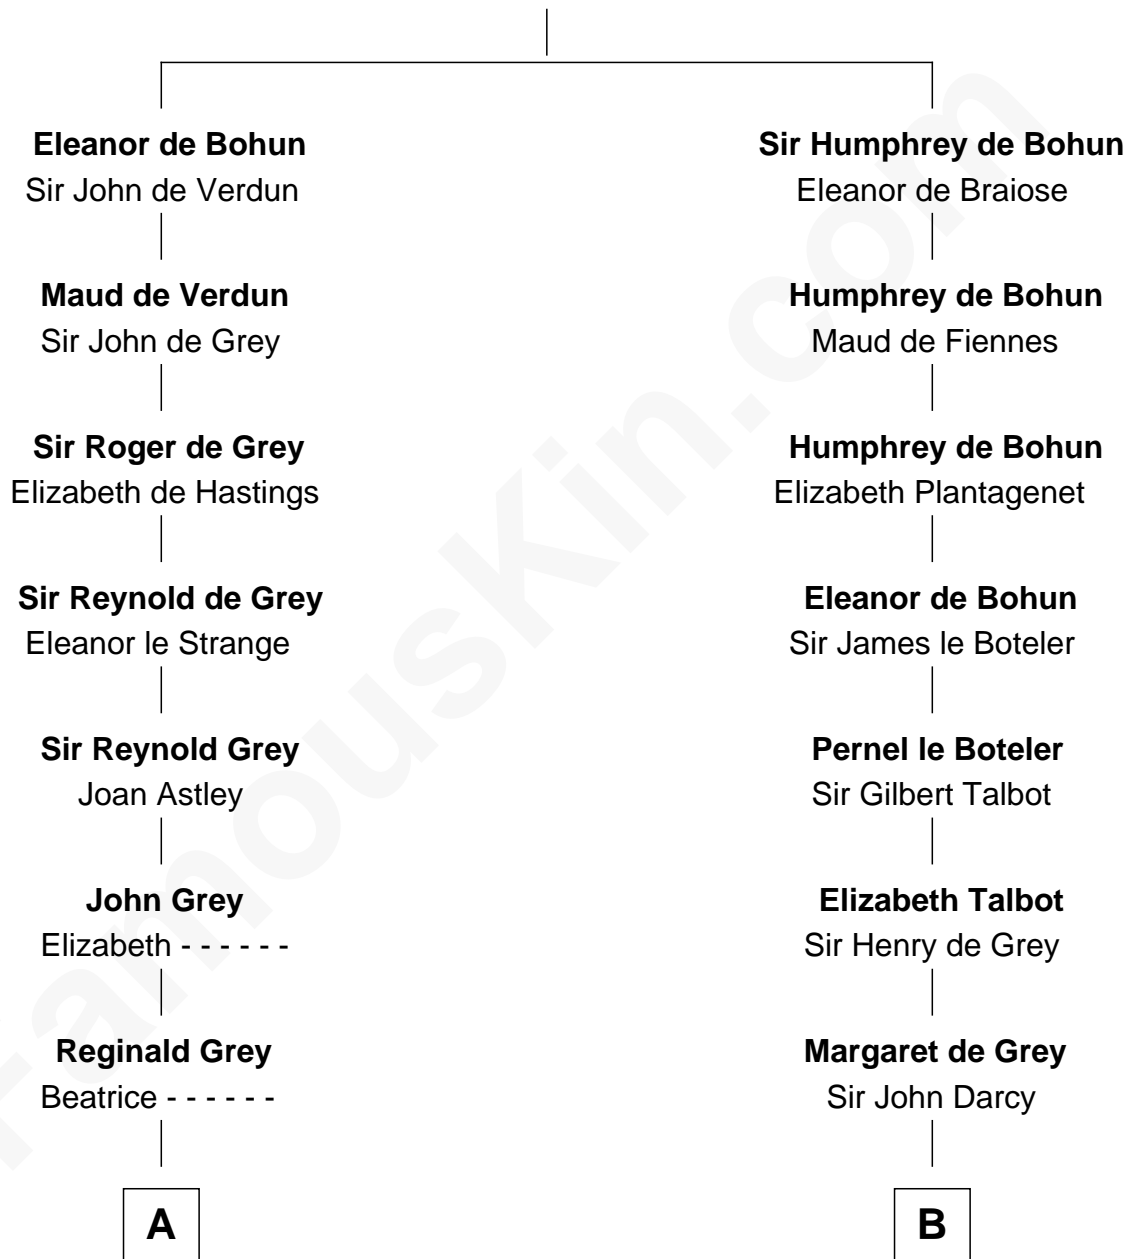 Eleanor de Bohun
Sir John de Verdun
Maud de Verdun
Sir John de Grey
Sir Roger de Grey
Elizabeth de Hastings
Sir Reynold de Grey
Eleanor le Strange
Sir Reynold Grey
Joan Astley
John Grey
Elizabeth - - - - - -
Reginald Grey
Beatrice - - - - - -
A
Sir Humphrey de Bohun
Eleanor de Braiose
Humphrey de Bohun
Maud de Fiennes
Humphrey de Bohun
Elizabeth Plantagenet
Eleanor de Bohun
Sir James le Boteler
Pernel le Boteler
Sir Gilbert Talbot
Elizabeth Talbot
Sir Henry de Grey
Margaret de Grey
Sir John Darcy
B
FamousKin.com